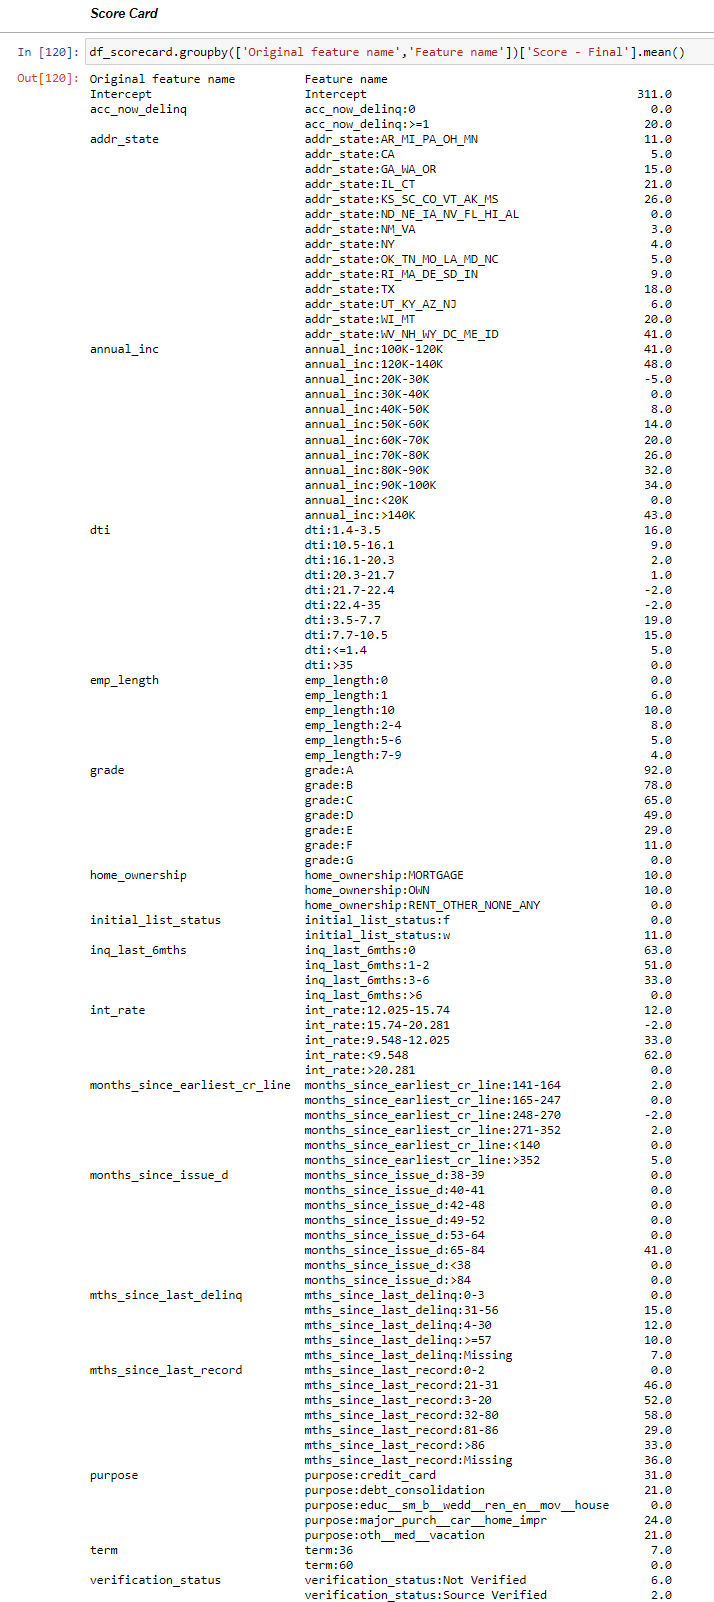 Score Card
In [120]: df_scorecard.groupby(['Original feature name','Feature name'])['Score - Final'].mean()
Out[120]: Original feature name Feature name
Intercept Intercept 311.0
acc_now_delinq acc_now_delinq:0 0.0
acc_now_delinq:>=1 20.0
addr_state addr_state:AR_MI_PA_OH_MN 11.0
addr_state:CA 5.0
addr_state:GA_WA_OR 15.0
addr_state:IL_CT 21.0
addr_state:KS_SC_CO_VT_AK_MS 26.0
addr_state:ND_NE_IA_NV_FL_HI_AL 0.0
addr_state:NM_VA 3.0
addr_state:NY 4.0
addr_state:OK_TN_MO_LA_MD_NC 5.0
addr_state:RI_MA_DE_SD_IN 9.0
addr_state:TX 18.0
addr_state:UT_KY_AZ_NJ 6.0
addr_state:WI_MT 20.0
addr_state:WV_NH_WY_DC_ME_ID 41.0
annual_inc annual_inc:100K-120K 41.0
annual_inc:120K-140K 48.0
annual_inc:20K-30K -5.0
annual_inc:30K-40K 0.0
annual_inc:40K-50K 8.0
annual_inc:50K-60K 14.0
annual_inc:60K-70K 20.0
annual_inc:70K-80K 26.0
annual_inc:80K-90K 32.0
annual_inc:90K-100K 34.0
annual_inc:<20K 0.0
annual_inc:>140K 43.0
dti dti:1.4-3.5 16.0
dti:10.5-16.1 9.0
dti:16.1-20.3 2.0
dti:20.3-21.7 1.0
dti:21.7-22.4 -2.0
dti:22.4-35 -2.0
dti:3.5-7.7 19.0
dti:7.7-10.5 15.0
dti:<=1.4 5.0
dti:>35 0.0
emp_length emp_length:0 0.0
emp_length:1 6.0
emp_length:10 10.0
emp_length:2-4 8.0
emp_length:5-6 5.0
emp_length:7-9 4.0
grade grade:A 92.0
grade:B 78.0
grade:C 65.0
grade:D 49.0
grade:E 29.0
grade:F 11.0
grade:G 0.0
home_ownership home_ownership:MORTGAGE 10.0
home_ownership:OWN 10.0
home_ownership:RENT_OTHER_NONE_ANY 0.0
initial_list_status initial_list_status:f 0.0
initial_list_status:w 11.0
inq_last_6mths inq_last_6mths:0 63.0
inq_last_6mths:1-2 51.0
inq_last_6mths:3-6 33.0
inq_last_6mths:>6 0.0
int_rate int_rate:12.025-15.74 12.0
int_rate:15.74-20.281 -2.0
int_rate:9.548-12.025 33.0
int_rate:<9.548 62.0
int_rate:>20.281 0.0
months_since_earliest_cr_line months_since_earliest_cr_line:141-164 2.0
months_since_earliest_cr_line:165-247 0.0
months_since_earliest_cr_line:248-270 -2.0
months_since_earliest_cr_line:271-352 2.0
months_since_earliest_cr_line:<140 0.0
months_since_earliest_cr_line:>352 5.0
months_since_issue_d months_since_issue_d:38-39 0.0
months_since_issue_d:40-41 0.0
months_since_issue_d:42-48 0.0
months_since_issue_d:49-52 0.0
months_since_issue_d:53-64 0.0
months_since_issue_d:65-84 41.0
months_since_issue_d:<38 0.0
months_since_issue_d:>84 0.0
mths_since_last_delinq mths_since_last_delinq:0-3 0.0
mths_since_last_delinq:31-56 15.0
mths_since_last_delinq:4-30 12.0
mths_since_last_delinq:>=57 10.0
mths_since_last_delinq:Missing 7.0
mths_since_last_record mths_since_last_record:0-2 0.0
mths_since_last_record:21-31 46.0
mths_since_last_record:3-20 52.0
mths_since_last_record:32-80 58.0
mths_since_last_record:81-86 29.0
mths_since_last_record:>86 33.0
mths_since_last_record:Missing 36.0
purpose purpose:credit_card 31.0
purpose:debt_consolidation 21.0
purpose:educ__sm_b__wedd__ren_en__mov__house 0.0
purpose:major_purch__car__home_impr 24.0
purpose:oth__med__vacation 21.0
term term:36 7.0
term:60 0.0
verification_status verification_status:Not Verified 6.0
verification_status:Source Verified 2.0